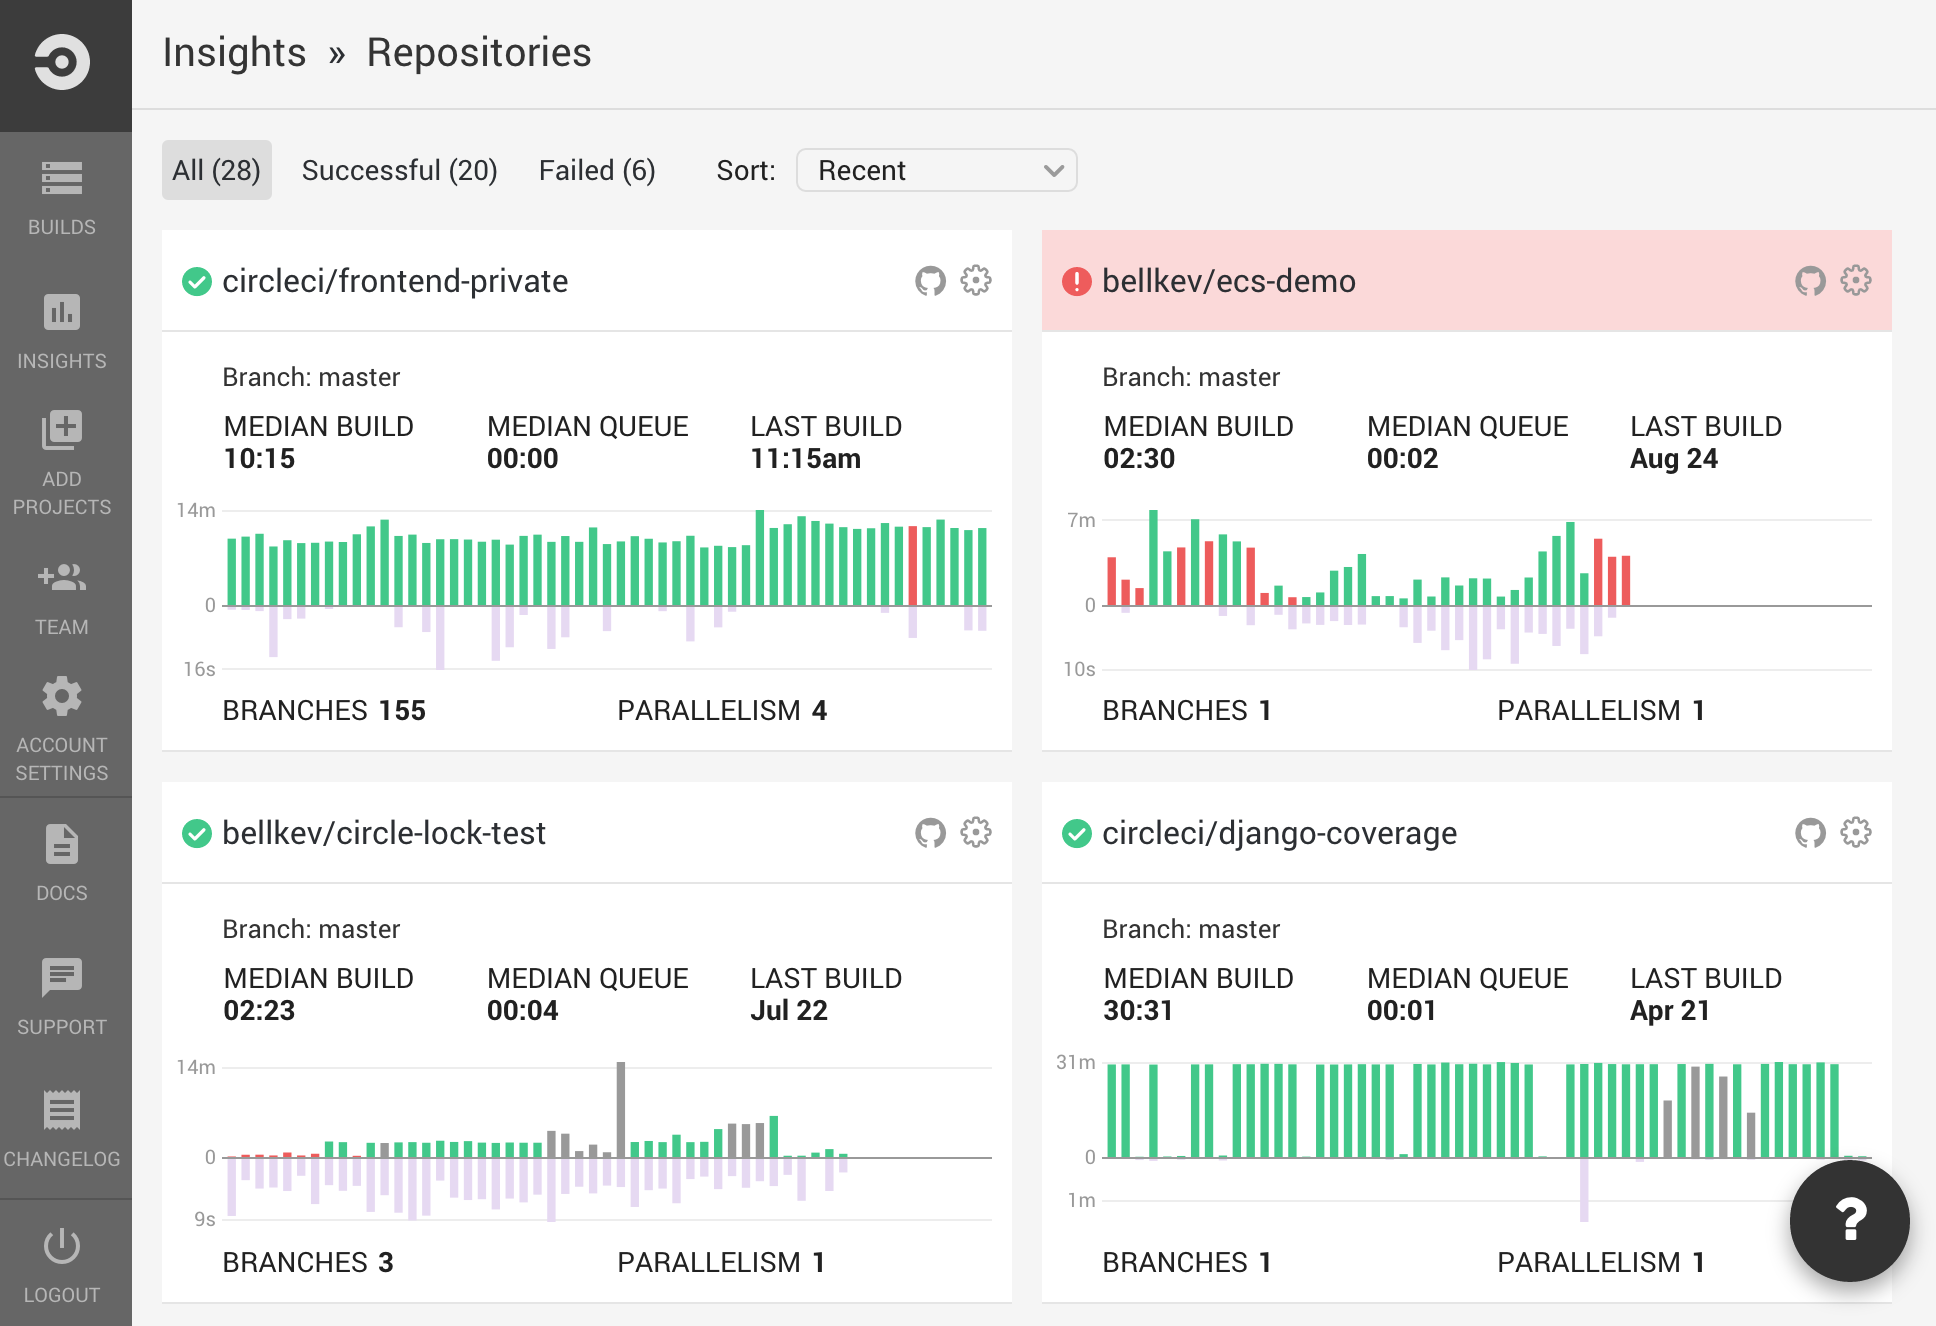 Insights » Repositories
All (28) Successful (20) Failed (6) Sort: Recent
BUILDS
INSIGHTS
ADD
PROJECTS
TEAM
ACCOUNT
SETTINGS
DOCS
SUPPORT
CHANGELOG
LOGOUT
circleci/frontend-private
Branch: master
MEDIAN BUILD MEDIAN QUEUE LAST BUILD
10:15 00:00 11:15am
14m
0
16s
BRANCHES 155 PARALLELISM 4
bellkev/ecs-demo
Branch: master
MEDIAN BUILD MEDIAN QUEUE LAST BUILD
02:30 00:02 Aug 24
7m
0
10s
BRANCHES 1 PARALLELISM 1
bellkev/circle-lock-test
Branch: master
MEDIAN BUILD MEDIAN QUEUE LAST BUILD
02:23 00:04 Jul 22
14m
0
9s
BRANCHES 3 PARALLELISM 1
circleci/django-coverage
Branch: master
MEDIAN BUILD MEDIAN QUEUE LAST BUILD
30:31 00:01 Apr 21
31m
0
1m
BRANCHES 1 PARALLELISM 1
?